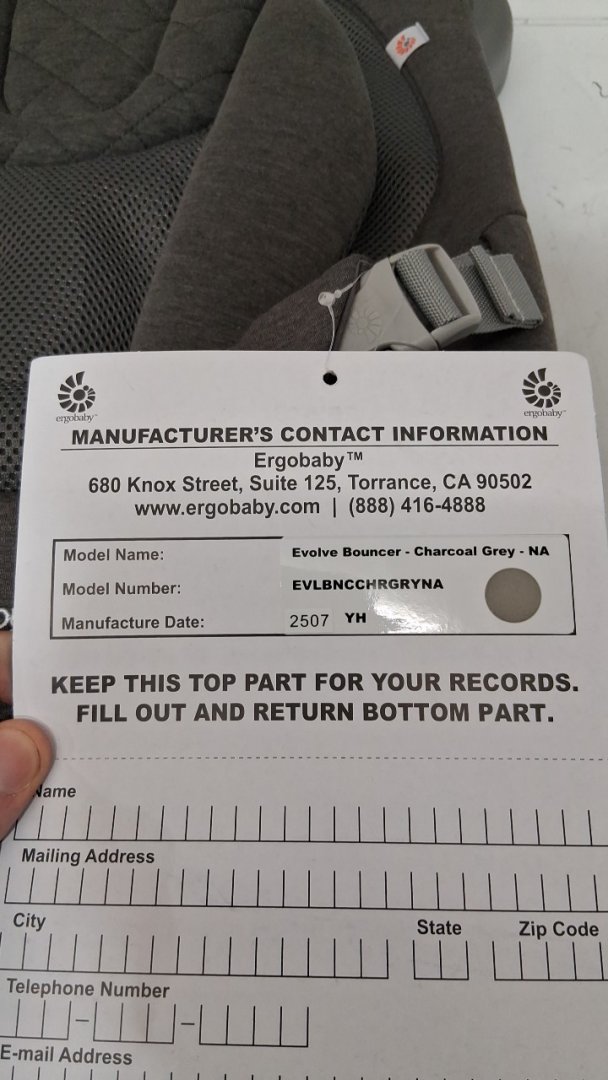 ergobaby™
ergobaby™
MANUFACTURER'S CONTACT INFORMATION
Ergobaby™
680 Knox Street, Suite 125, Torrance, CA 90502
www.ergobaby.com | (888) 416-4888
Model Name: Evolve Bouncer - Charcoal Grey - NA
Model Number: EVLBNCCHRGRYNA
Manufacture Date: 2507 YH
KEEP THIS TOP PART FOR YOUR RECORDS.
FILL OUT AND RETURN BOTTOM PART.
Name
Mailing Address
City State Zip Code
Telephone Number
E-mail Address